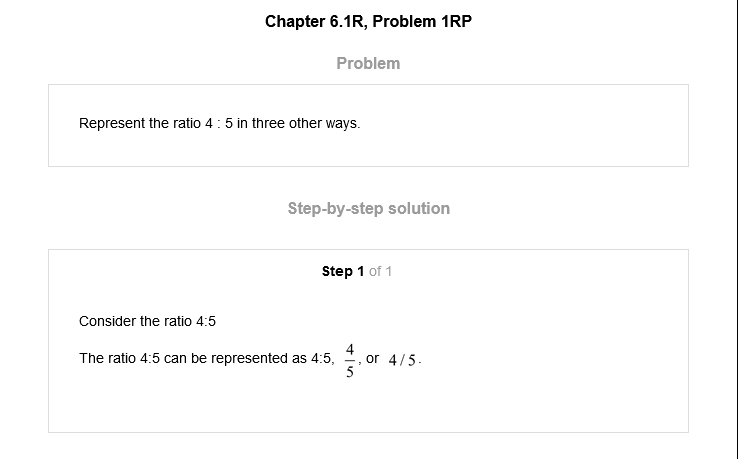 Chapter 6.1R, Problem 1RP
Problem
Represent the ratio 4 : 5 in three other ways.
Step-by-step solution
Step 1 of 1
Consider the ratio 4:5
The ratio 4:5 can be represented as 4:5, 4/5, or 4/5.